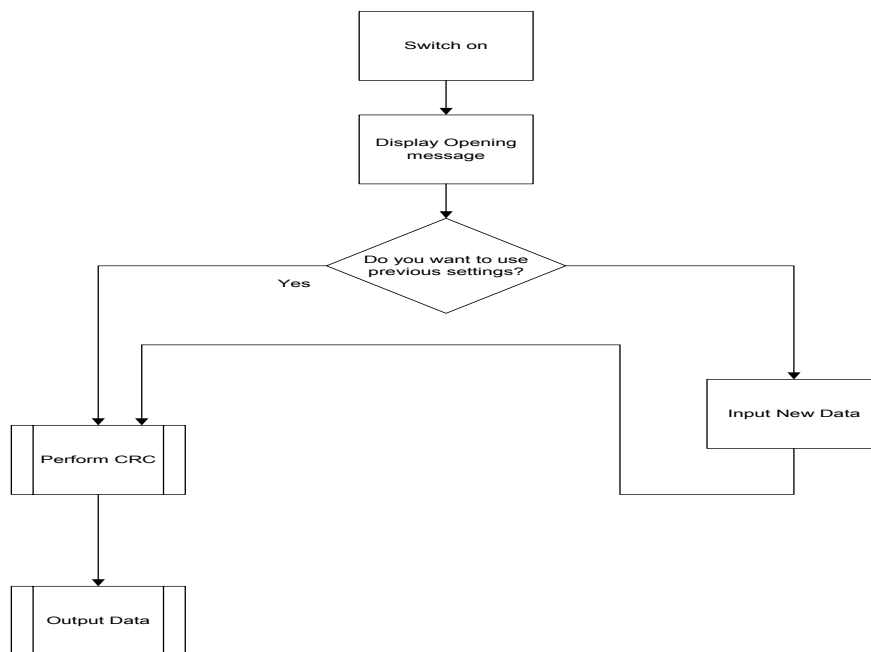 Switch on
Display Opening
message
Do you want to use
previous settings?
Yes
Input New Data
Perform CRC
Output Data